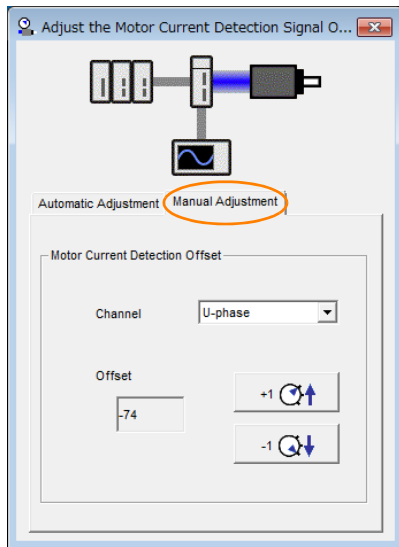 Adjust the Motor Current Detection Signal O...
Automatic Adjustment
Manual Adjustment
Motor Current Detection Offset
Channel
U-phase
Offset
-74
+1
-1